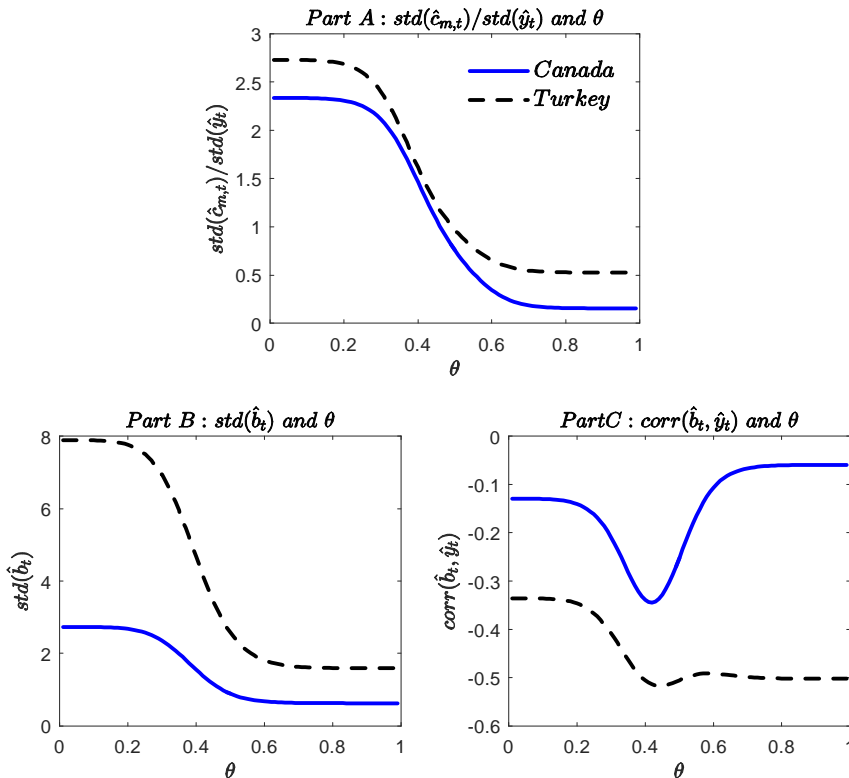 Part A : std(ĉ_{m,t})/std(ŷ_t) and θ
std(ĉ_{m,t})/std(ŷ_t)
3
2.5
2
1.5
1
0.5
0
Canada
Turkey
0 0.2 0.4 0.6 0.8 1
θ
Part B : std(b̂_t) and θ
std(b̂_t)
8
6
4
2
0
0 0.2 0.4 0.6 0.8 1
θ
PartC : corr(b̂_t, ŷ_t) and θ
corr(b̂_t, ŷ_t)
0
-0.1
-0.2
-0.3
-0.4
-0.5
-0.6
0 0.2 0.4 0.6 0.8 1
θ